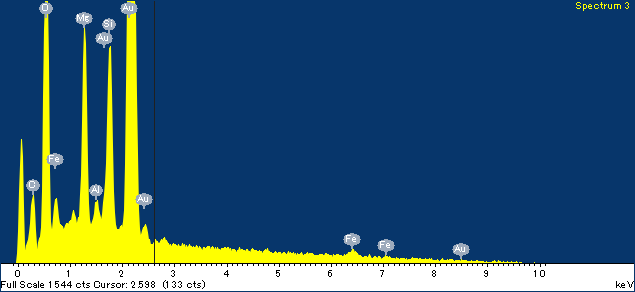 Spectrum 3
O Mg Si Au
Au
Fe
O Al Au
Fe Fe Au
0 1 2 3 4 5 6 7 8 9 10
Full Scale 1544 cts Cursor: 2.598 (133 cts) keV